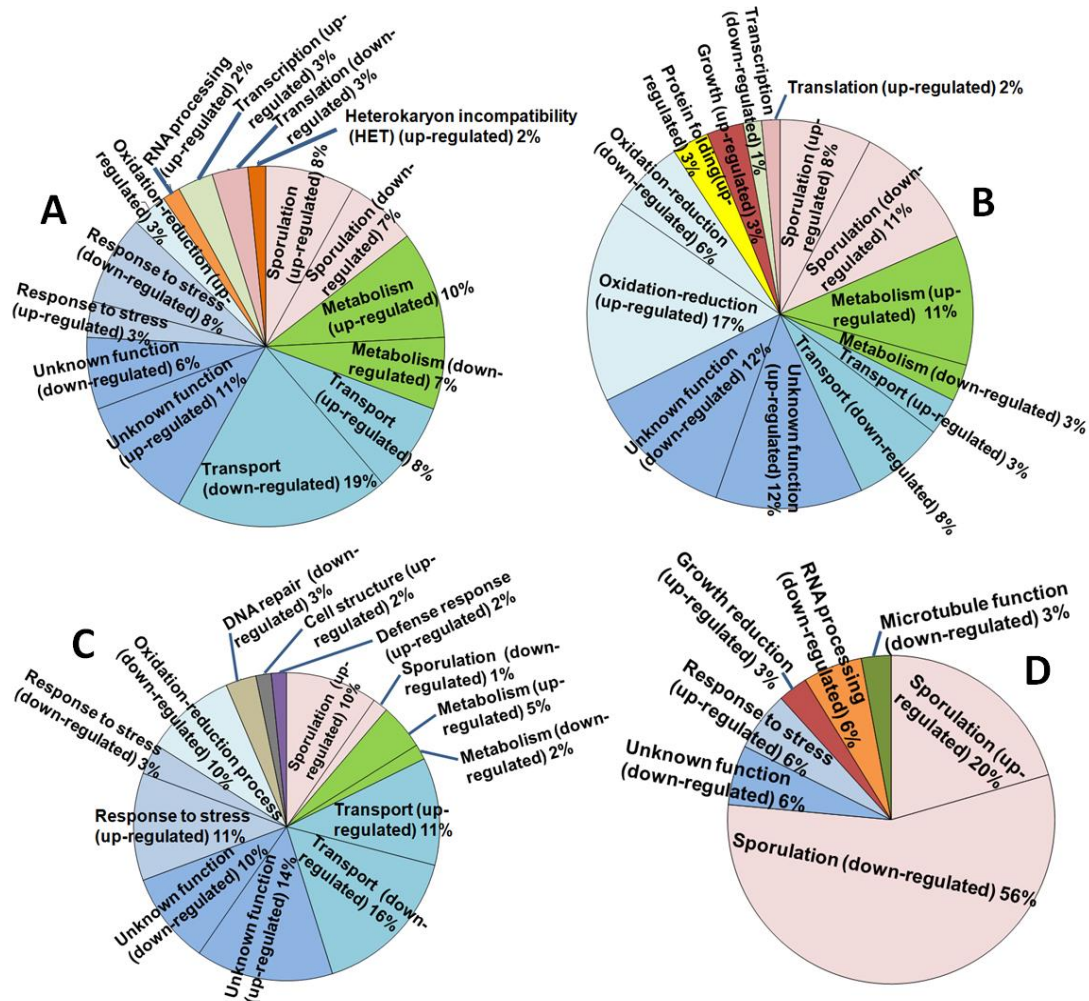 A
RNA processing
(up-regulated) 2%
Transcription (up-
regulated) 3%
Translation (down-
regulated) 3%
Heterokaryon incompatibility
(HET) (up-regulated) 2%
Sporulation
(up-regulated) 8%
Sporulation (down-
regulated) 7%
Metabolism
(up-regulated) 10%
Metabolism (down-
regulated) 7%
Transport
(up-regulated)
8%
Transport
(down-regulated) 19%
Unknown function
(up-regulated) 11%
Unknown function
(down-regulated) 6%
Response to stress
(up-regulated) 3%
Response to stress
(down-regulated)
8%
Oxidation-reduction (up-
regulated)
3%
B
Oxidation-reduction
(down-regulated) 6%
Protein folding(up-
regulated) 3%
Growth
(up-regulated) 3%
Transcription
(down-regulated) 1%
Translation (up-regulated) 2%
Sporulation (up-
regulated) 8%
Sporulation (down-
regulated) 11%
Metabolism (up-
regulated) 11%
Metabolism (down-regulated) 3%
Transport (up-regulated) 3%
Transport (down-regulated) 8%
Unknown function
(up-regulated) 12%
Unknown function
(down-regulated) 12%
Oxidation-reduction
(up-regulated) 17%
C
DNA repair (down-
regulated) 3%
Cell structure (up-
regulated) 2%
Defense response
(up-regulated) 2%
Sporulation (up-
regulated) 10%
Sporulation (down-
regulated) 1%
Metabolism (up-
regulated) 5%
Metabolism (down-
regulated) 2%
Transport (up-
regulated) 11%
Transport (down-
regulated) 16%
Unknown function
(up-regulated) 14%
Unknown function
(down-regulated) 10%
Response to stress
(up-regulated) 11%
Response to stress
(down-regulated)
3%
Oxidation-reduction process
(down-regulated)
10%
D
Growth reduction
(up-regulated) 3%
RNA processing
(down-regulated) 6%
Microtubule function
(down-regulated) 3%
Sporulation (up-
regulated) 20%
Sporulation (down-regulated) 56%
Unknown function
(down-regulated) 6%
Response to stress
(up-regulated) 6%